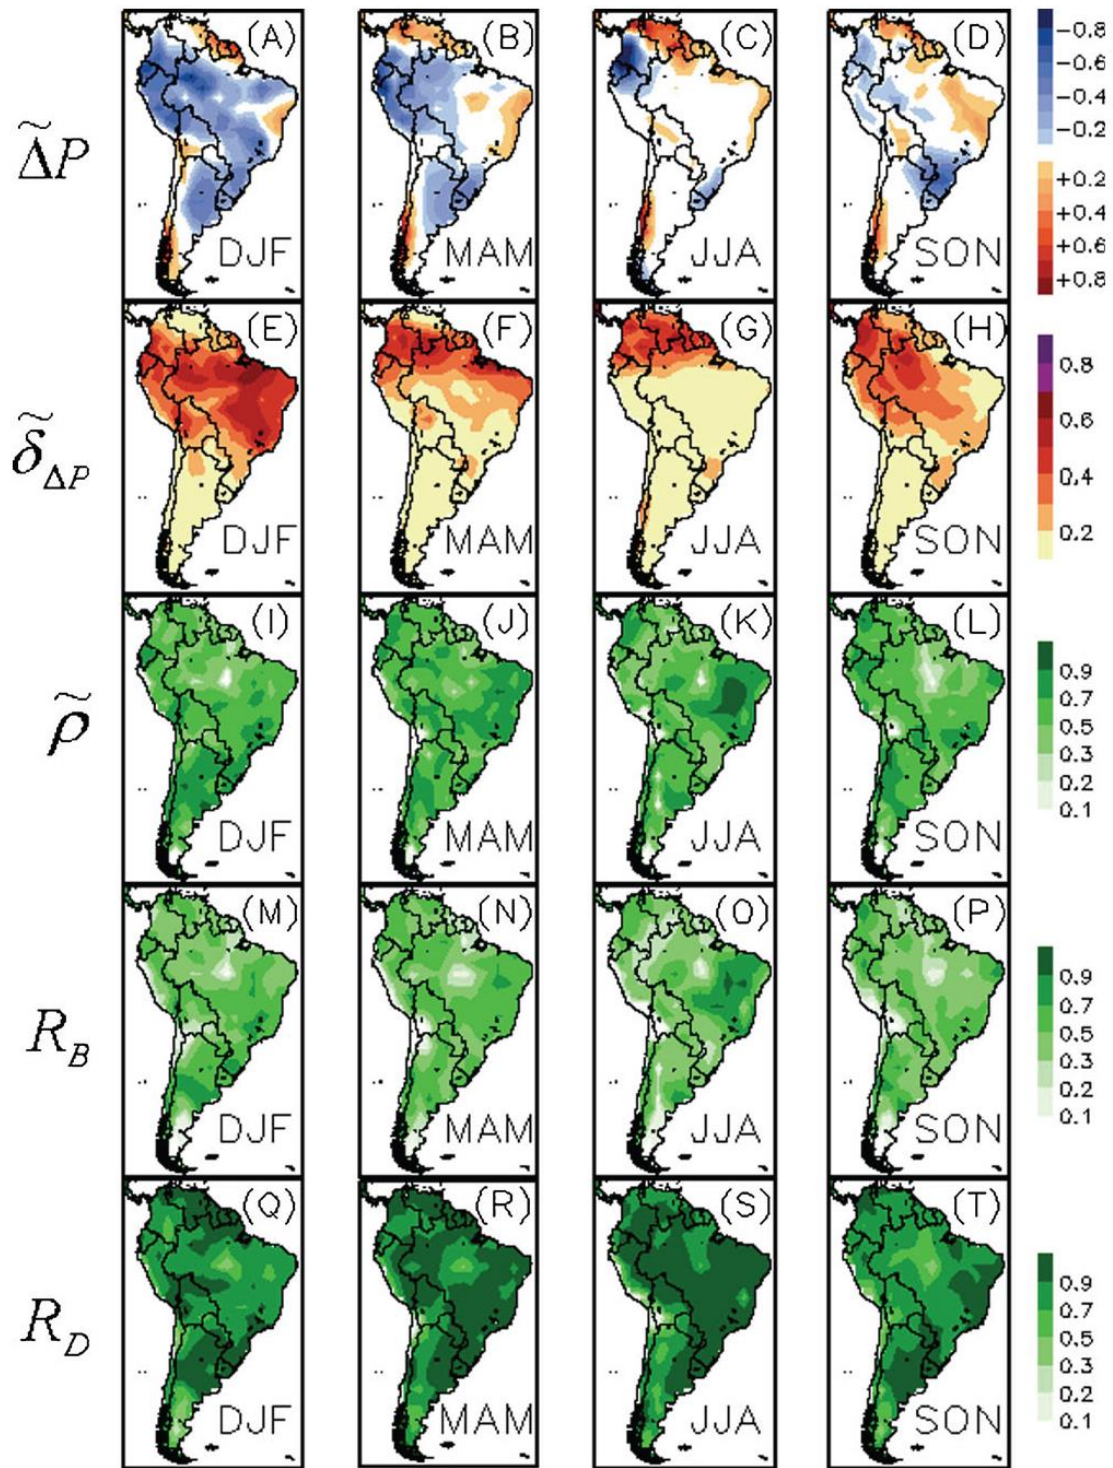 (A) (B) (C) (D)
−0.8
−0.6
−0.4
−0.2
Δ̃P
+0.2
+0.4
+0.6
+0.8
DJF MAM JJA SON
(E) (F) (G) (H)
0.8
0.6
δ̃ΔP
0.4
0.2
DJF MAM JJA SON
(I) (J) (K) (L)
0.9
0.7
ρ̃
0.5
0.3
0.2
0.1
DJF MAM JJA SON
(M) (N) (O) (P)
0.9
0.7
R_B
0.5
0.3
0.2
0.1
DJF MAM JJA SON
(Q) (R) (S) (T)
0.9
0.7
R_D
0.5
0.3
0.2
0.1
DJF MAM JJA SON